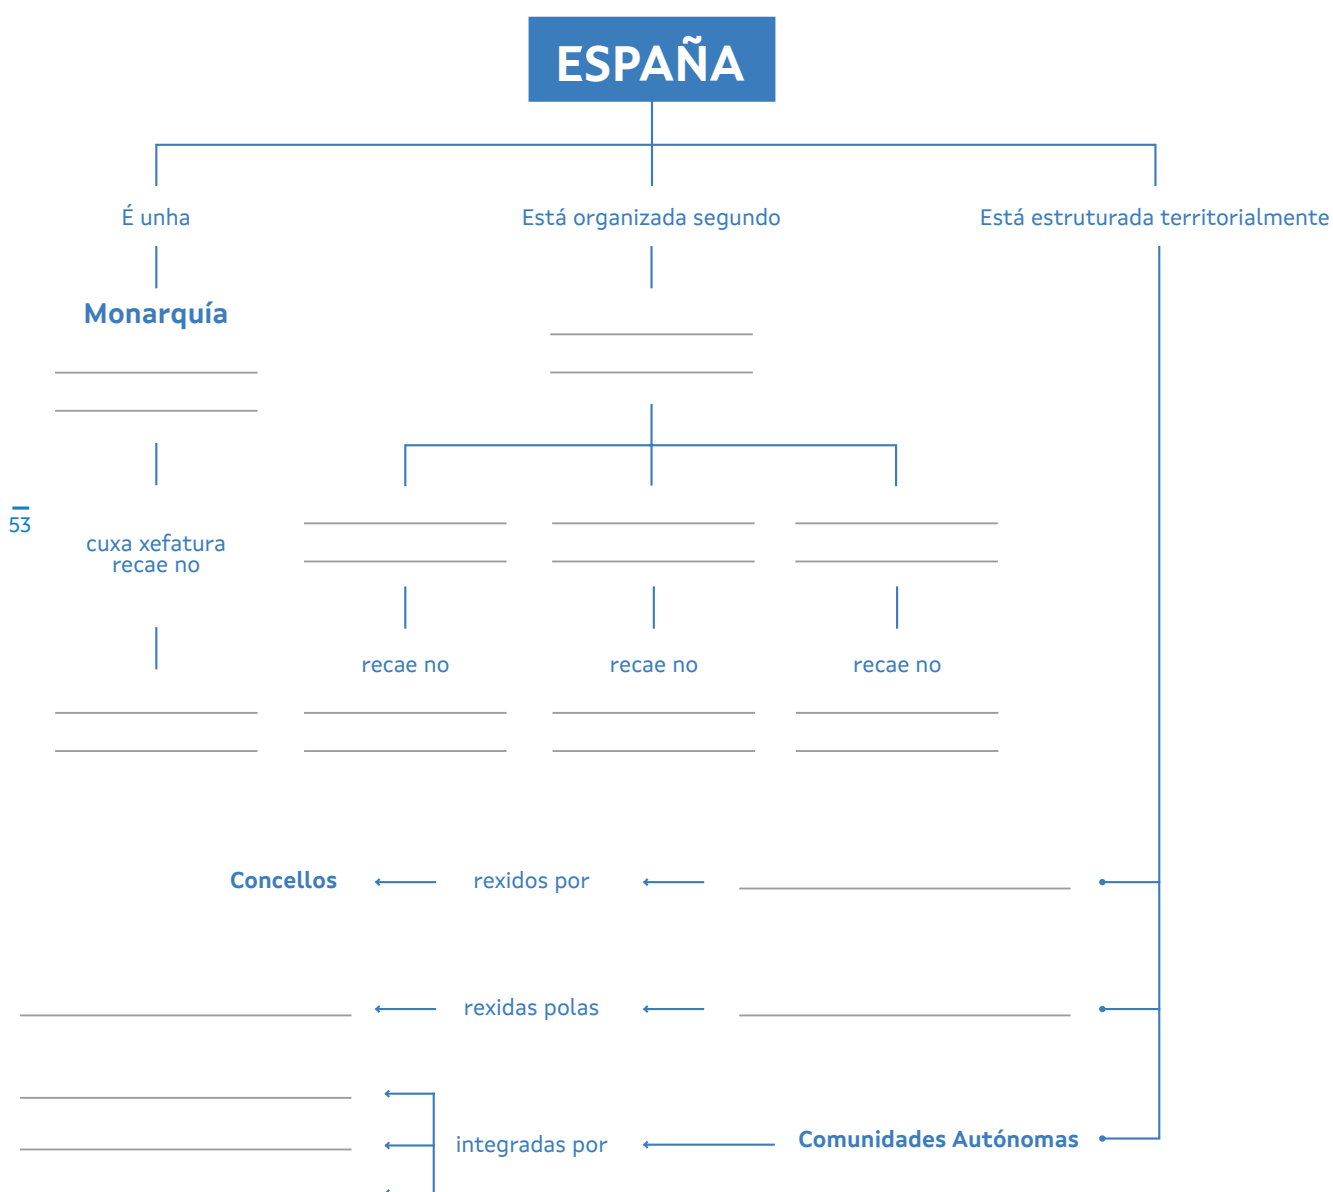 ESPAÑA
É unha
Está organizada segundo
Está estruturada territorialmente
Monarquía
53
cuxa xefatura
recae no
recae no
recae no
recae no
Concellos
rexidos por
rexidas polas
integradas por
Comunidades Autónomas